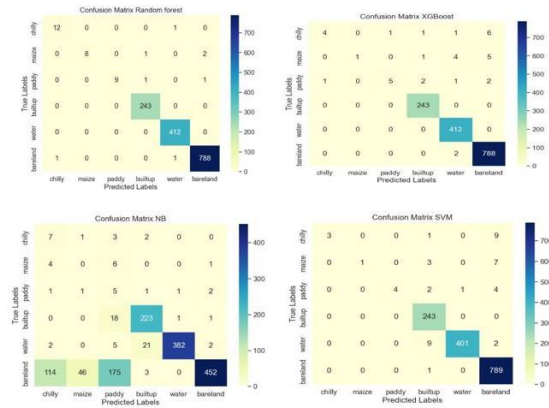 Confusion Matrix Random forest
chilly 12 0 0 1 0 0
maize 0 8 0 1 0 2
paddy 0 0 9 1 0 1
builtup 0 0 0 243 0 0
water 0 0 0 0 412 0
bareland 1 0 0 0 1 788
True Labels
chilly maize paddy builtup water bareland
Predicted Labels
700
600
500
400
300
200
100
0
Confusion Matrix XGBoost
chilly 4 0 1 1 1 6
maize 0 1 0 1 4 5
paddy 1 0 5 2 1 2
builtup 0 0 0 243 0 0
water 0 0 0 0 412 0
bareland 0 0 0 0 2 788
True Labels
chilly maize paddy builtup water bareland
Predicted Labels
700
600
500
400
300
200
100
0
Confusion Matrix NB
chilly 7 1 3 2 0 0
maize 4 0 6 0 0 1
paddy 1 1 5 1 1 2
builtup 0 0 18 223 1 1
water 2 0 5 21 382 2
bareland 114 46 175 3 0 452
True Labels
chilly maize paddy builtup water bareland
Predicted Labels
400
300
200
100
0
Confusion Matrix SVM
chilly 3 0 0 1 0 9
maize 0 1 0 3 0 7
paddy 0 0 4 2 1 4
builtup 0 0 0 243 0 0
water 0 0 0 9 401 2
bareland 0 0 0 1 0 789
True Labels
chilly maize paddy builtup water bareland
Predicted Labels
700
600
500
400
300
200
100
0